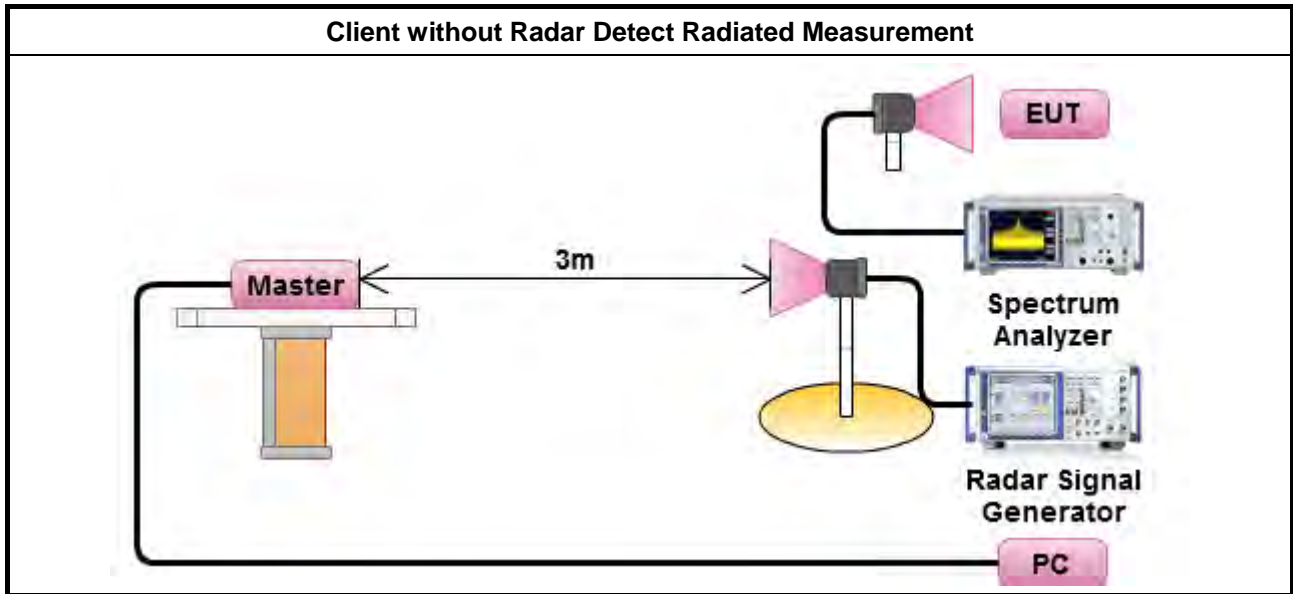 Client without Radar Detect Radiated Measurement
EUT
3m
Master
Spectrum
Analyzer
Radar Signal
Generator
PC